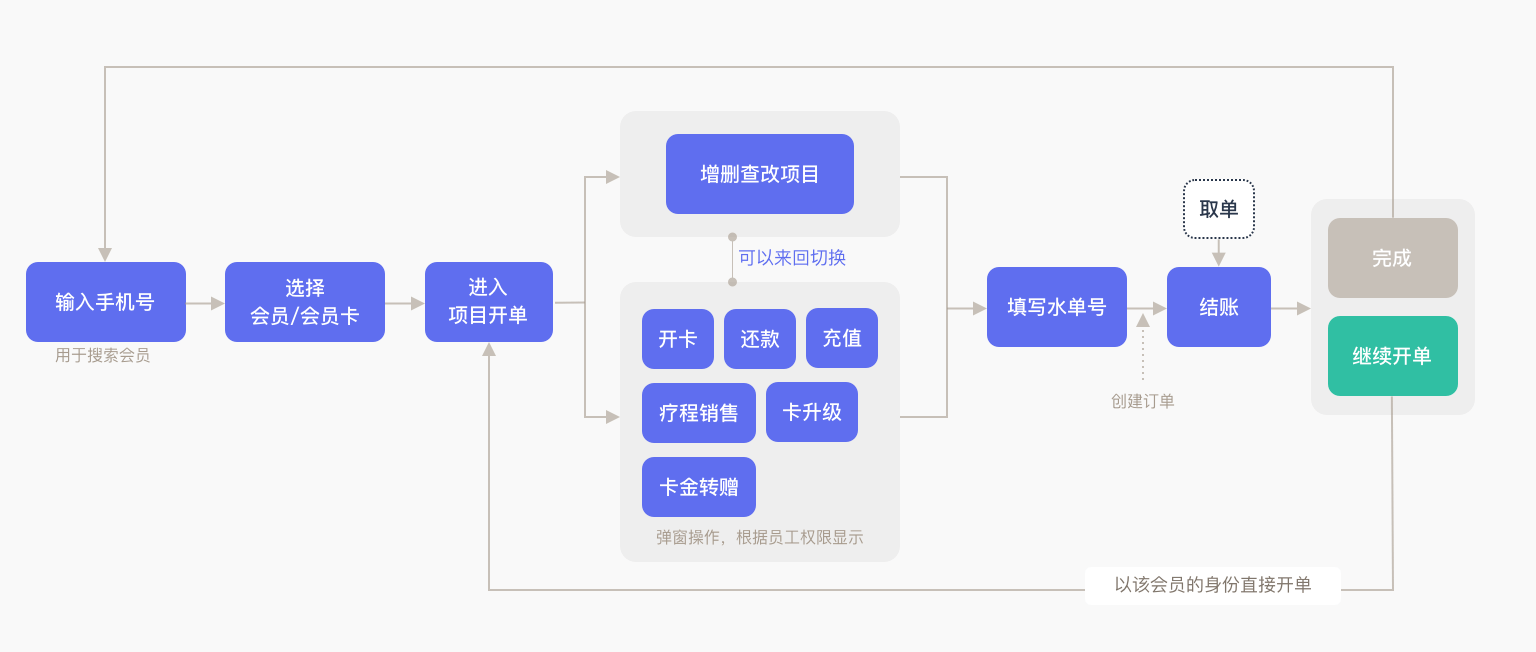 输入手机号
用于搜索会员
选择
会员/会员卡
进入
项目开单
增删查改项目
可以来回切换
开卡
还款
充值
疗程销售
卡升级
卡金转赠
弹窗操作，根据员工权限显示
填写水单号
创建订单
取单
结账
完成
继续开单
以该会员的身份直接开单